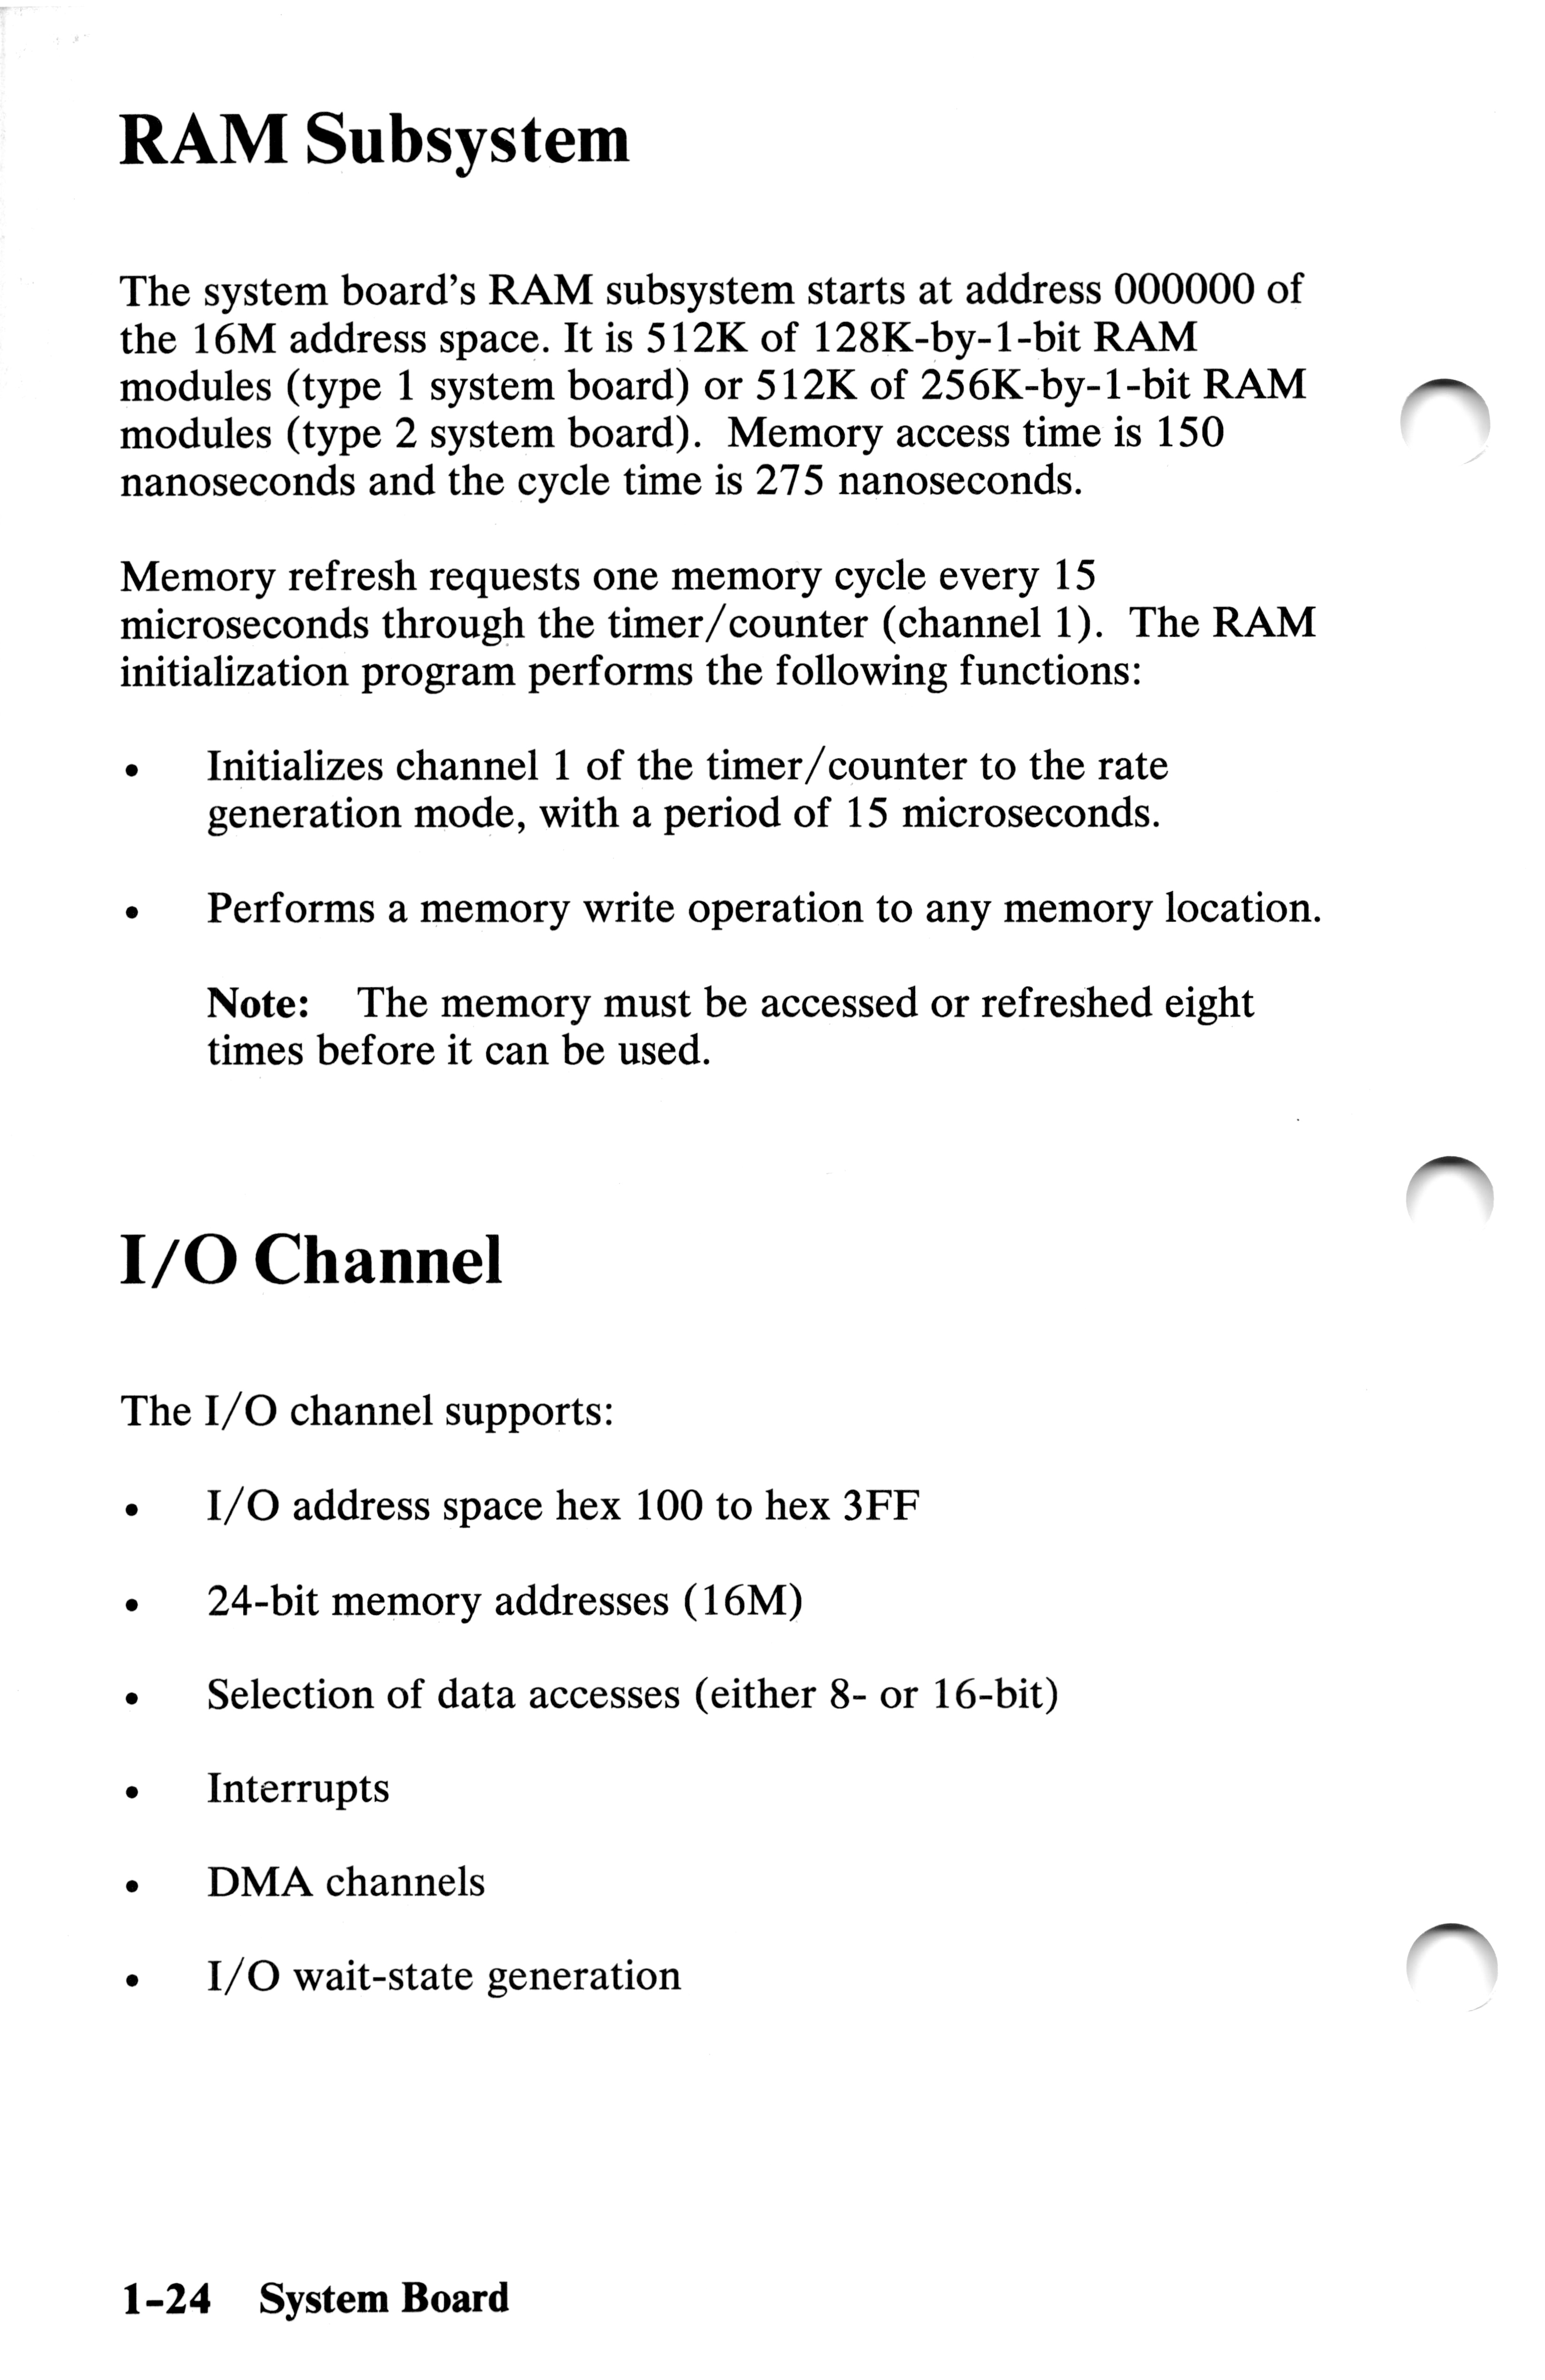 RAM Subsystem
The system board's RAM subsystem starts at address 000000 of
the 16M address space. It is 512K of 128K-by-1-bit RAM
modules (type 1 system board) or 512K of 256K-by-1-bit RAM
modules (type 2 system board). Memory access time is 150
nanoseconds and the cycle time is 275 nanoseconds.
Memory refresh requests one memory cycle every 15
microseconds through the timer/counter (channel 1). The RAM
initialization program performs the following functions:
• Initializes channel 1 of the timer/counter to the rate
generation mode, with a period of 15 microseconds.
• Performs a memory write operation to any memory location.
Note: The memory must be accessed or refreshed eight
times before it can be used.
I/O Channel
The I/O channel supports:
• I/O address space hex 100 to hex 3FF
• 24-bit memory addresses (16M)
• Selection of data accesses (either 8- or 16-bit)
• Interrupts
• DMA channels
• I/O wait-state generation
1-24 System Board